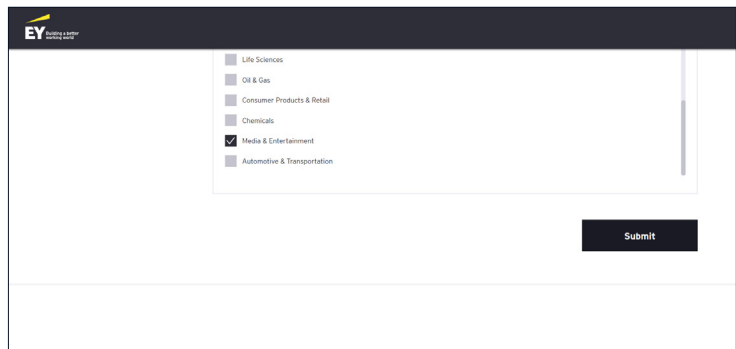 EY
Building a better
working world
Life Sciences
Oil & Gas
Consumer Products & Retail
Chemicals
Media & Entertainment
Automotive & Transportation
Submit